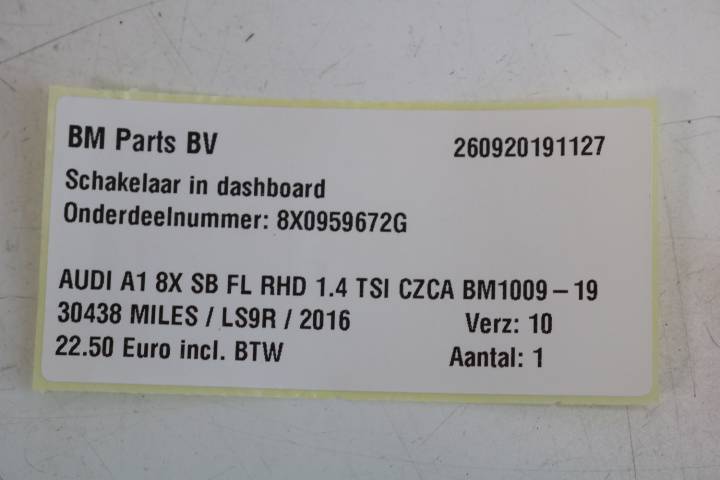 BM Parts BV 260920191127
Schakelaar in dashboard
Onderdeelnummer: 8X0959672G
AUDI A1 8X SB FL RHD 1.4 TSI CZCA BM1009-19
30438 MILES / LS9R / 2016 Verz: 10
22.50 Euro incl. BTW Aantal: 1